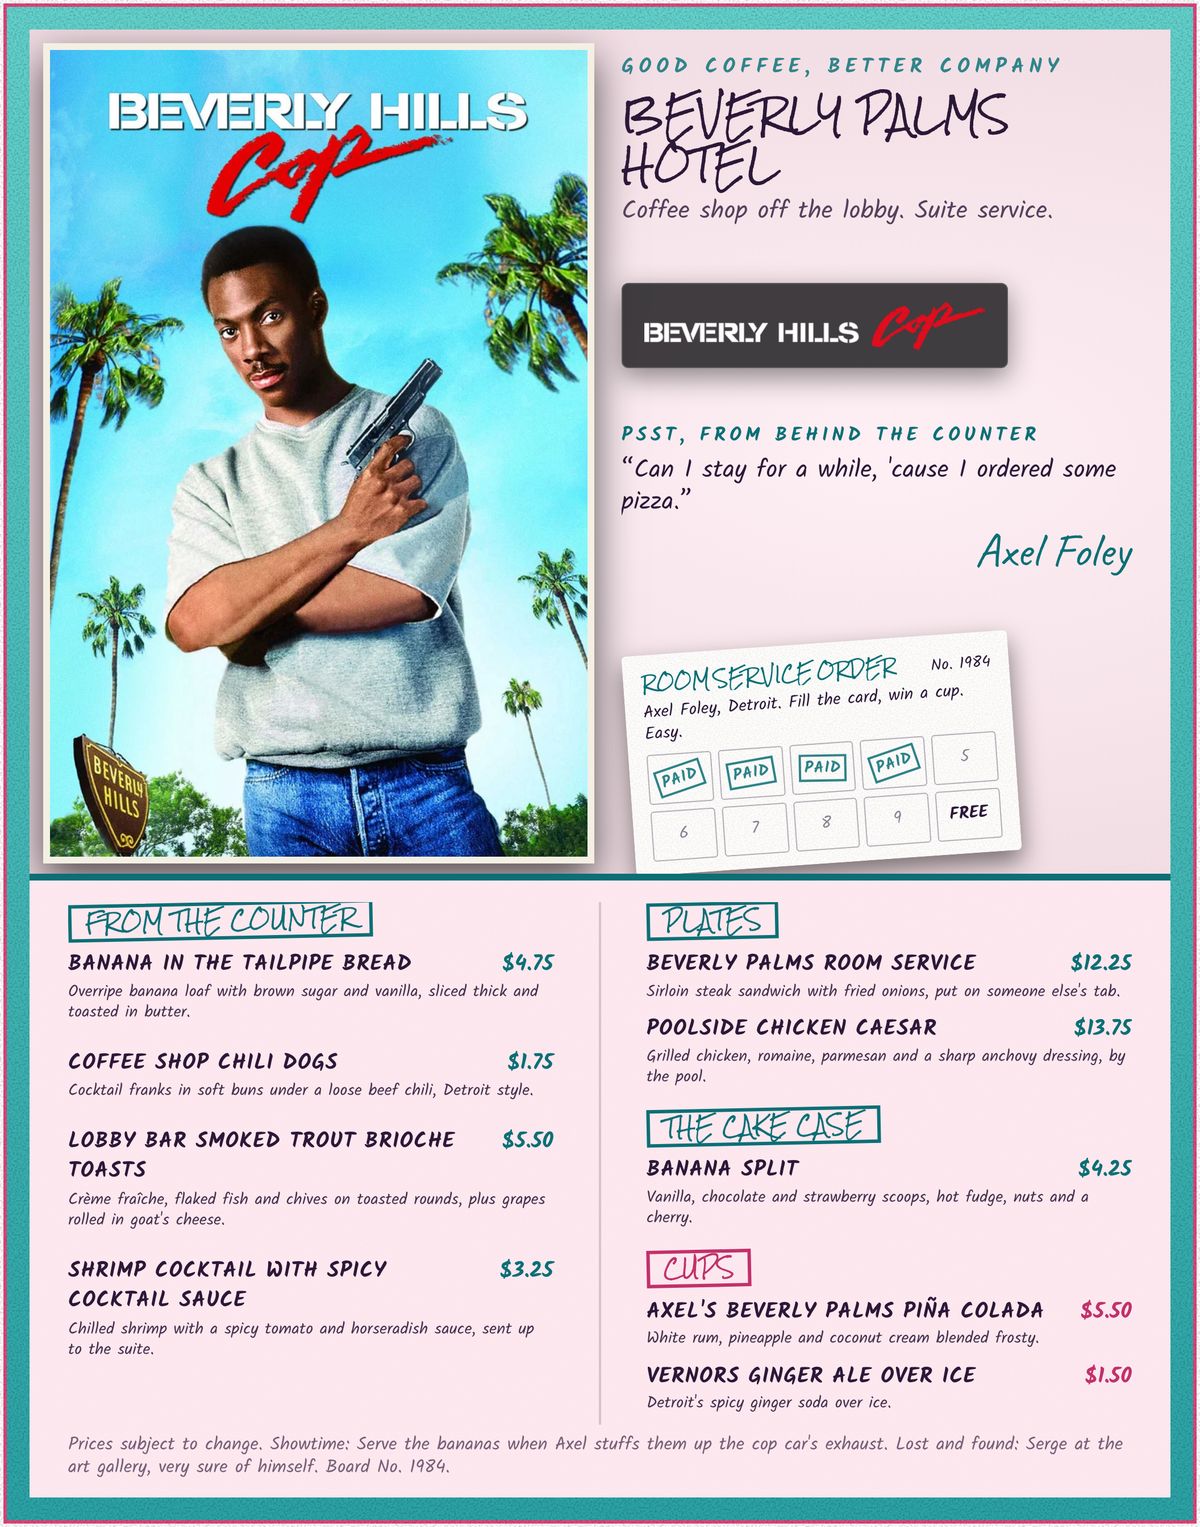 BEVERLY HILLS
Cop
BEVERLY
HILLS
GOOD COFFEE, BETTER COMPANY
BEVERLY PALMS
HOTEL
Coffee shop off the lobby. Suite service.
BEVERLY HILLS Cop
PSST, FROM BEHIND THE COUNTER
“Can I stay for a while, 'cause I ordered some
pizza.”
Axel Foley
ROOM SERVICE ORDER No. 1984
Axel Foley, Detroit. Fill the card, win a cup.
Easy.
PAID PAID PAID PAID 5
6 7 8 9 FREE
FROM THE COUNTER
BANANA IN THE TAILPIPE BREAD $4.75
Overripe banana loaf with brown sugar and vanilla, sliced thick and
toasted in butter.
COFFEE SHOP CHILI DOGS $1.75
Cocktail franks in soft buns under a loose beef chili, Detroit style.
LOBBY BAR SMOKED TROUT BRIOCHE $5.50
TOASTS
Crème fraîche, flaked fish and chives on toasted rounds, plus grapes
rolled in goat's cheese.
SHRIMP COCKTAIL WITH SPICY $3.25
COCKTAIL SAUCE
Chilled shrimp with a spicy tomato and horseradish sauce, sent up
to the suite.
PLATES
BEVERLY PALMS ROOM SERVICE $12.25
Sirloin steak sandwich with fried onions, put on someone else's tab.
POOLSIDE CHICKEN CAESAR $13.75
Grilled chicken, romaine, parmesan and a sharp anchovy dressing, by
the pool.
THE CAKE CASE
BANANA SPLIT $4.25
Vanilla, chocolate and strawberry scoops, hot fudge, nuts and a
cherry.
CUPS
AXEL'S BEVERLY PALMS PIÑA COLADA $5.50
White rum, pineapple and coconut cream blended frosty.
VERNORS GINGER ALE OVER ICE $1.50
Detroit's spicy ginger soda over ice.
Prices subject to change. Showtime: Serve the bananas when Axel stuffs them up the cop car's exhaust. Lost and found: Serge at the
art gallery, very sure of himself. Board No. 1984.